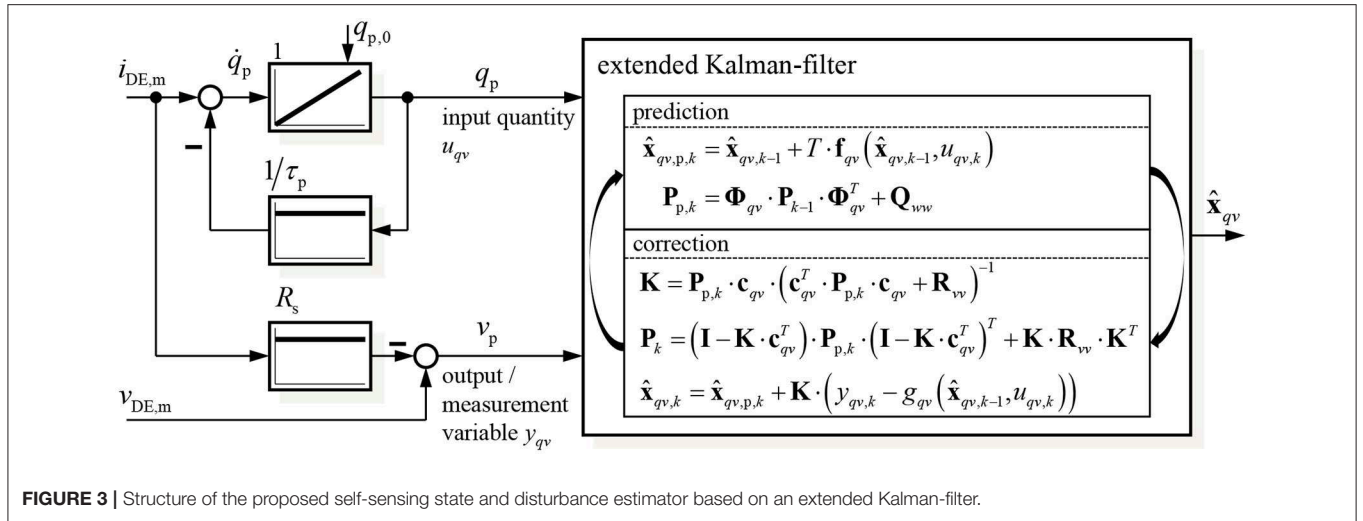 i_DE,m
q̇_p
1
q_p,0
q_p
input quantity
u_qv
1/τ_p
R_s
v_p
v_DE,m
output /
measurement
variable y_qv
extended Kalman-filter
prediction
x̂_qv,p,k = x̂_qv,k−1 + T · f_qv (x̂_qv,k−1, u_qv,k)
P_p,k = Φ_qv · P_k−1 · Φ_qv^T + Q_ww
correction
K = P_p,k · c_qv · (c_qv^T · P_p,k · c_qv + R_vv)^−1
P_k = (I − K · c_qv^T) · P_p,k · (I − K · c_qv^T)^T + K · R_vv · K^T
x̂_qv,k = x̂_qv,p,k + K · (y_qv,k − g_qv (x̂_qv,k−1, u_qv,k))
x̂_qv
FIGURE 3 | Structure of the proposed self-sensing state and disturbance estimator based on an extended Kalman-filter.